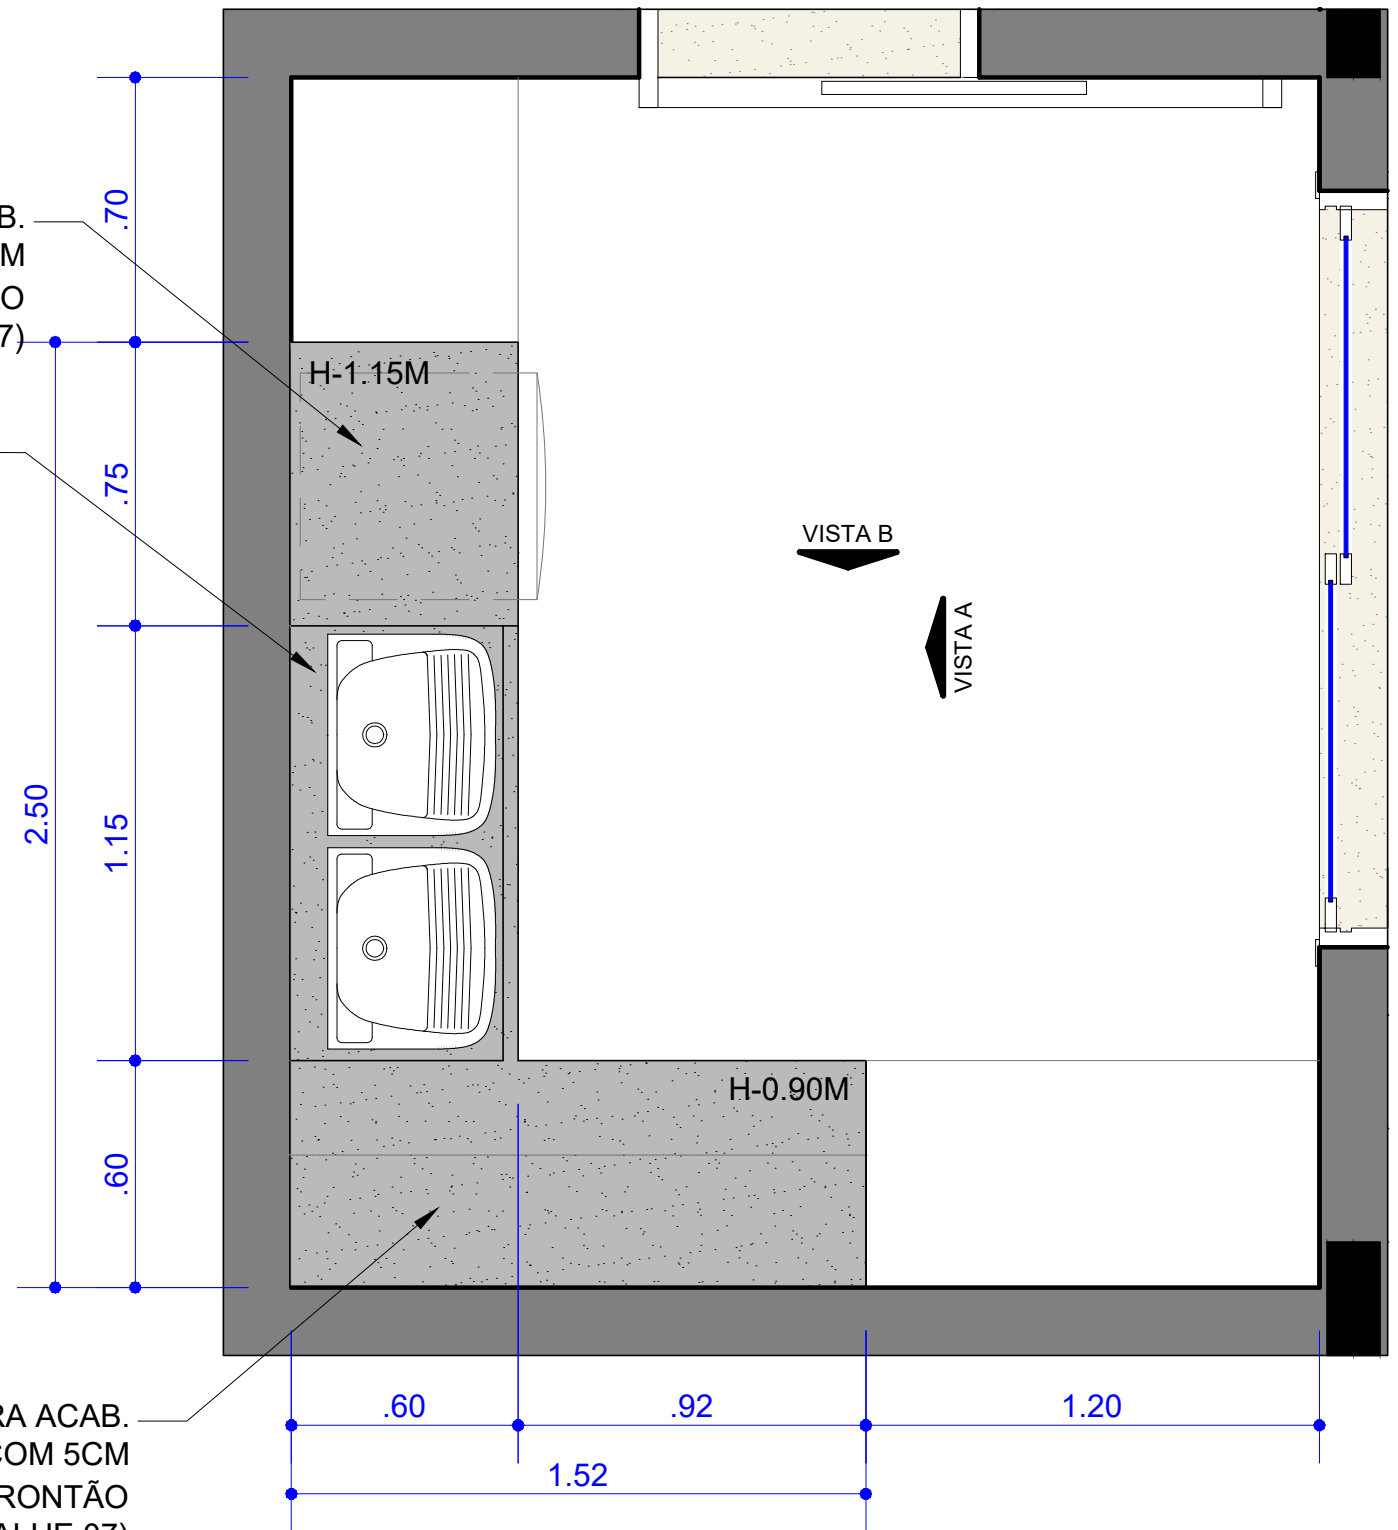 .70
B.
M
O
7)
H-1.15M
.75
VISTA B
VISTA A
2.50
1.15
H-0.90M
.60
RA ACAB.
COM 5CM
RONTÃO
.60
.92
1.20
1.52